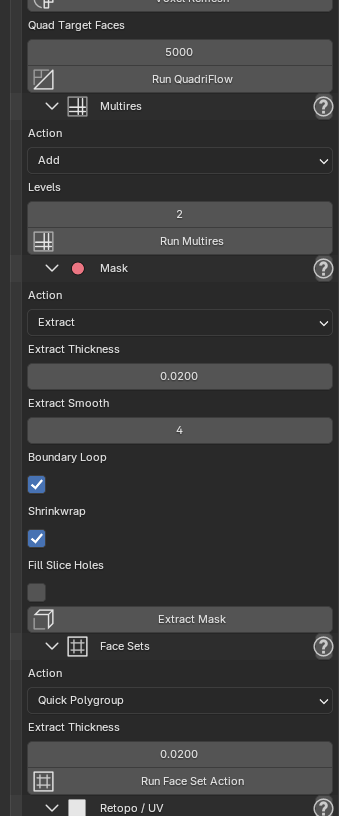 Voxel Remesh
Quad Target Faces
5000
Run QuadriFlow
Multires
?
Action
Add
Levels
2
Run Multires
Mask
?
Action
Extract
Extract Thickness
0.0200
Extract Smooth
4
Boundary Loop
Shrinkwrap
Fill Slice Holes
Extract Mask
Face Sets
?
Action
Quick Polygroup
Extract Thickness
0.0200
Run Face Set Action
Retopo / UV
?